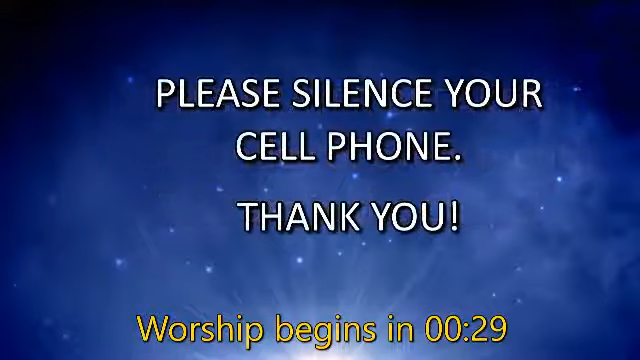 PLEASE SILENCE YOUR
CELL PHONE.
THANK YOU!
Worship begins in 00:29